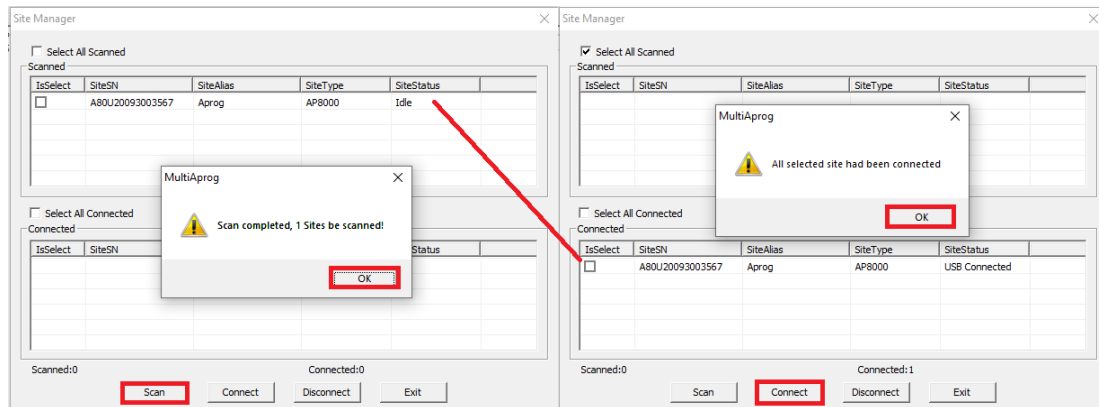 Site Manager
Select All Scanned
Scanned
IsSelect SiteSN SiteAlias SiteType SiteStatus
A80U20093003567 Aprog AP8000 Idle
MultiAprog
Scan completed, 1 Sites be scanned!
OK
Select All Connected
Connected
IsSelect SiteSN Status
Scanned:0 Connected:0
Scan Connect Disconnect Exit
Site Manager
Select All Scanned
Scanned
IsSelect SiteSN SiteAlias SiteType SiteStatus
MultiAprog
All selected site had been connected
OK
Select All Connected
Connected
IsSelect SiteSN SiteAlias SiteType SiteStatus
A80U20093003567 Aprog AP8000 USB Connected
Scanned:0 Connected:1
Scan Connect Disconnect Exit